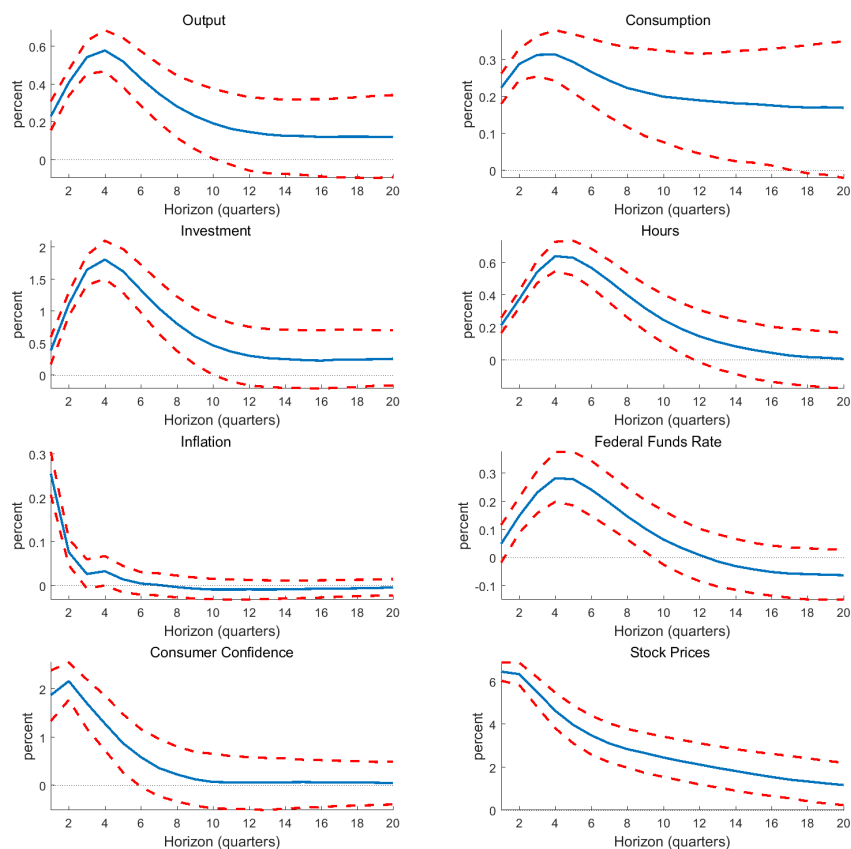 Output
percent
0.6
0.4
0.2
0
2 4 6 8 10 12 14 16 18 20
Horizon (quarters)
Consumption
percent
0.3
0.2
0.1
0
2 4 6 8 10 12 14 16 18 20
Horizon (quarters)
Investment
percent
2
1.5
1
0.5
0
2 4 6 8 10 12 14 16 18 20
Horizon (quarters)
Hours
percent
0.6
0.4
0.2
0
2 4 6 8 10 12 14 16 18 20
Horizon (quarters)
Inflation
percent
0.3
0.2
0.1
0
2 4 6 8 10 12 14 16 18 20
Horizon (quarters)
Federal Funds Rate
percent
0.3
0.2
0.1
0
-0.1
2 4 6 8 10 12 14 16 18 20
Horizon (quarters)
Consumer Confidence
percent
2
1
0
2 4 6 8 10 12 14 16 18 20
Horizon (quarters)
Stock Prices
percent
6
4
2
0
2 4 6 8 10 12 14 16 18 20
Horizon (quarters)